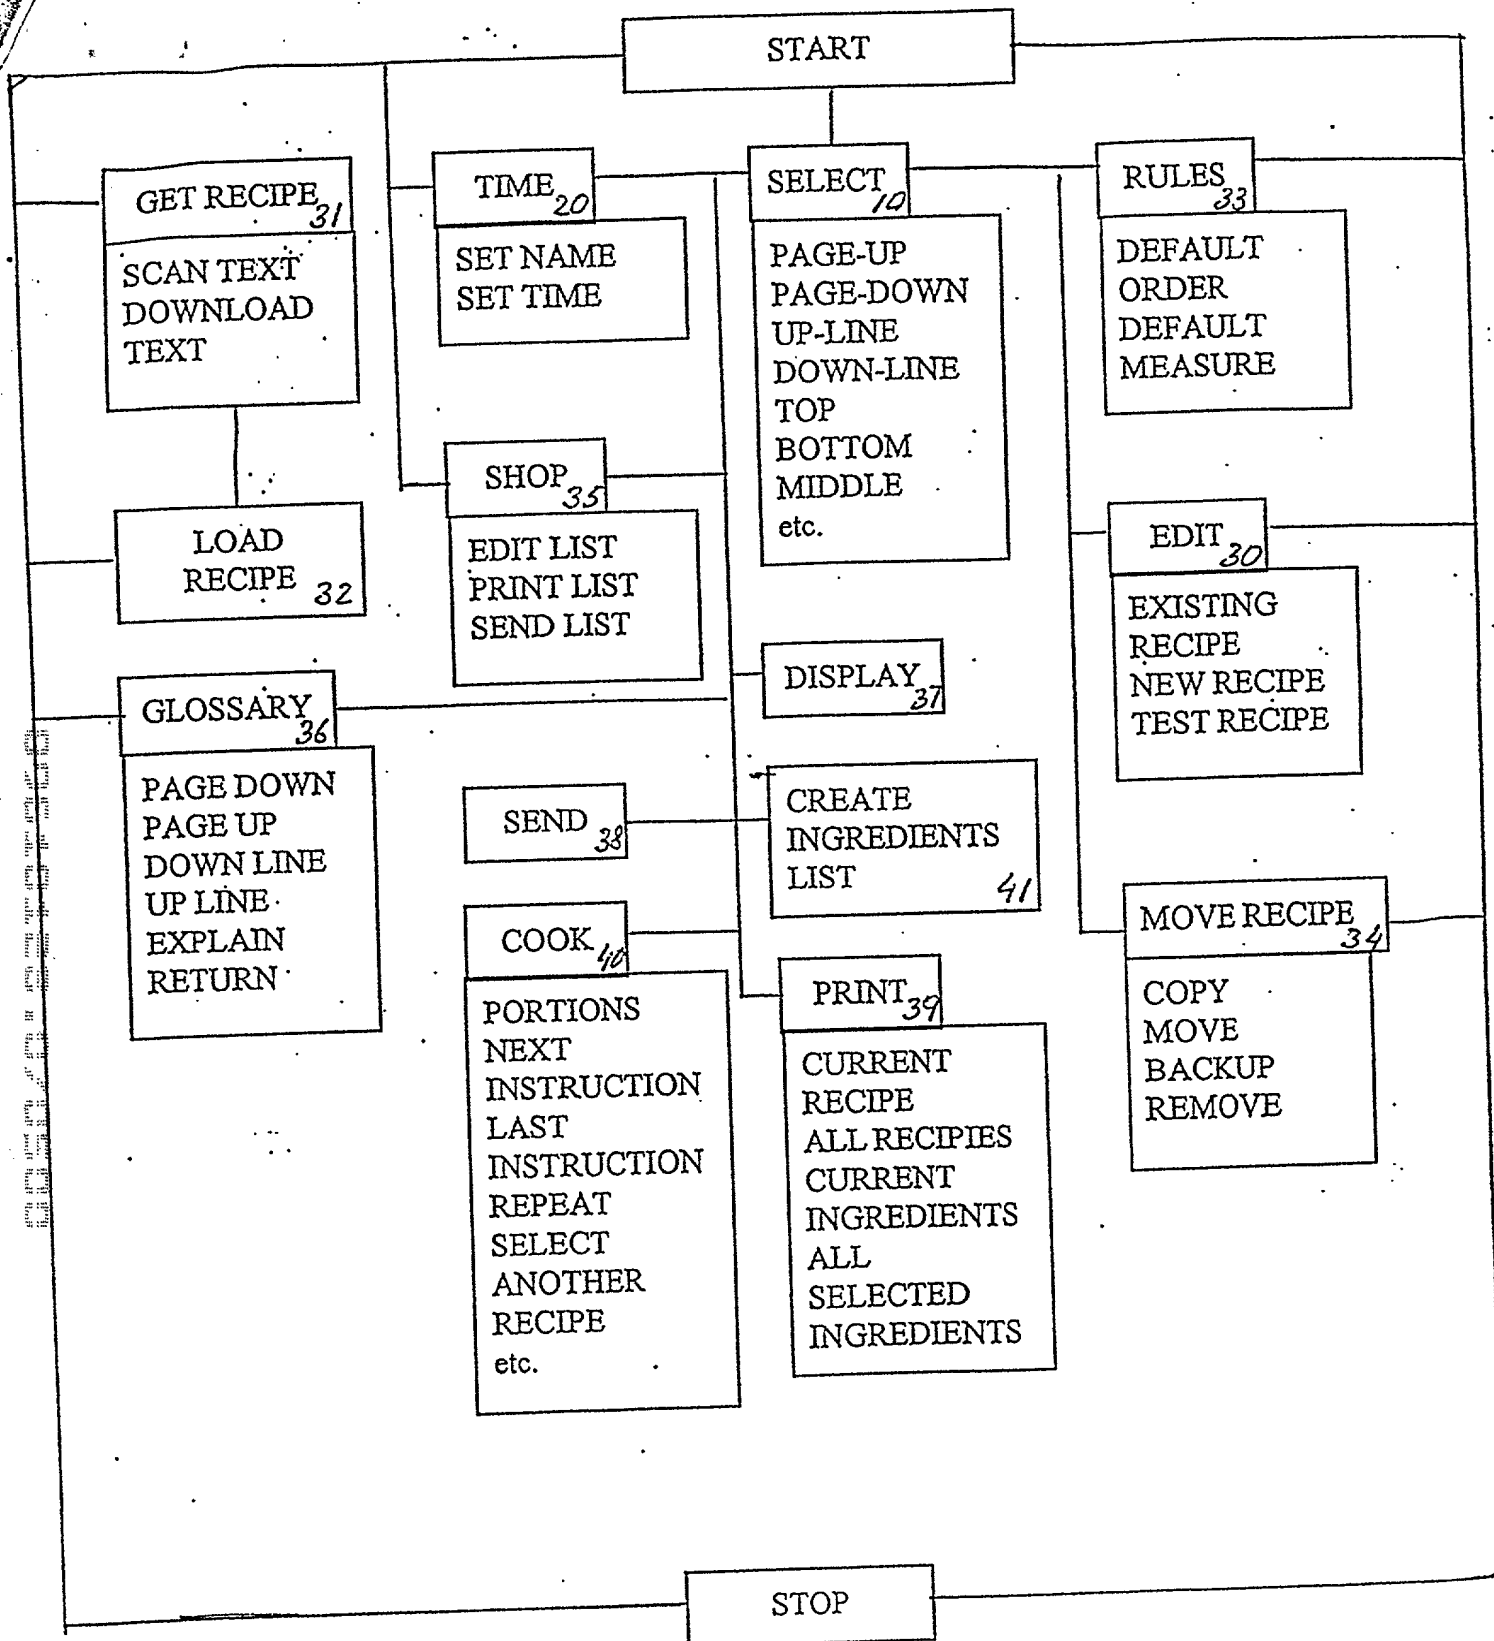 START
GET RECIPE
31
SCAN TEXT
DOWNLOAD
TEXT
LOAD
RECIPE
32
GLOSSARY
36
PAGE DOWN
PAGE UP
DOWN LINE
UP LINE
EXPLAIN
RETURN
TIME
20
SET NAME
SET TIME
SHOP
35
EDIT LIST
PRINT LIST
SEND LIST
SEND
38
COOK
40
PORTIONS
NEXT
INSTRUCTION
LAST
INSTRUCTION
REPEAT
SELECT
ANOTHER
RECIPE
etc.
SELECT
10
PAGE-UP
PAGE-DOWN
UP-LINE
DOWN-LINE
TOP
BOTTOM
MIDDLE
etc.
DISPLAY
37
CREATE
INGREDIENTS
LIST
41
PRINT
39
CURRENT
RECIPE
ALL RECIPIES
CURRENT
INGREDIENTS
ALL
SELECTED
INGREDIENTS
RULES
33
DEFAULT
ORDER
DEFAULT
MEASURE
EDIT
30
EXISTING
RECIPE
NEW RECIPE
TEST RECIPE
MOVE RECIPE
34
COPY
MOVE
BACKUP
REMOVE
STOP